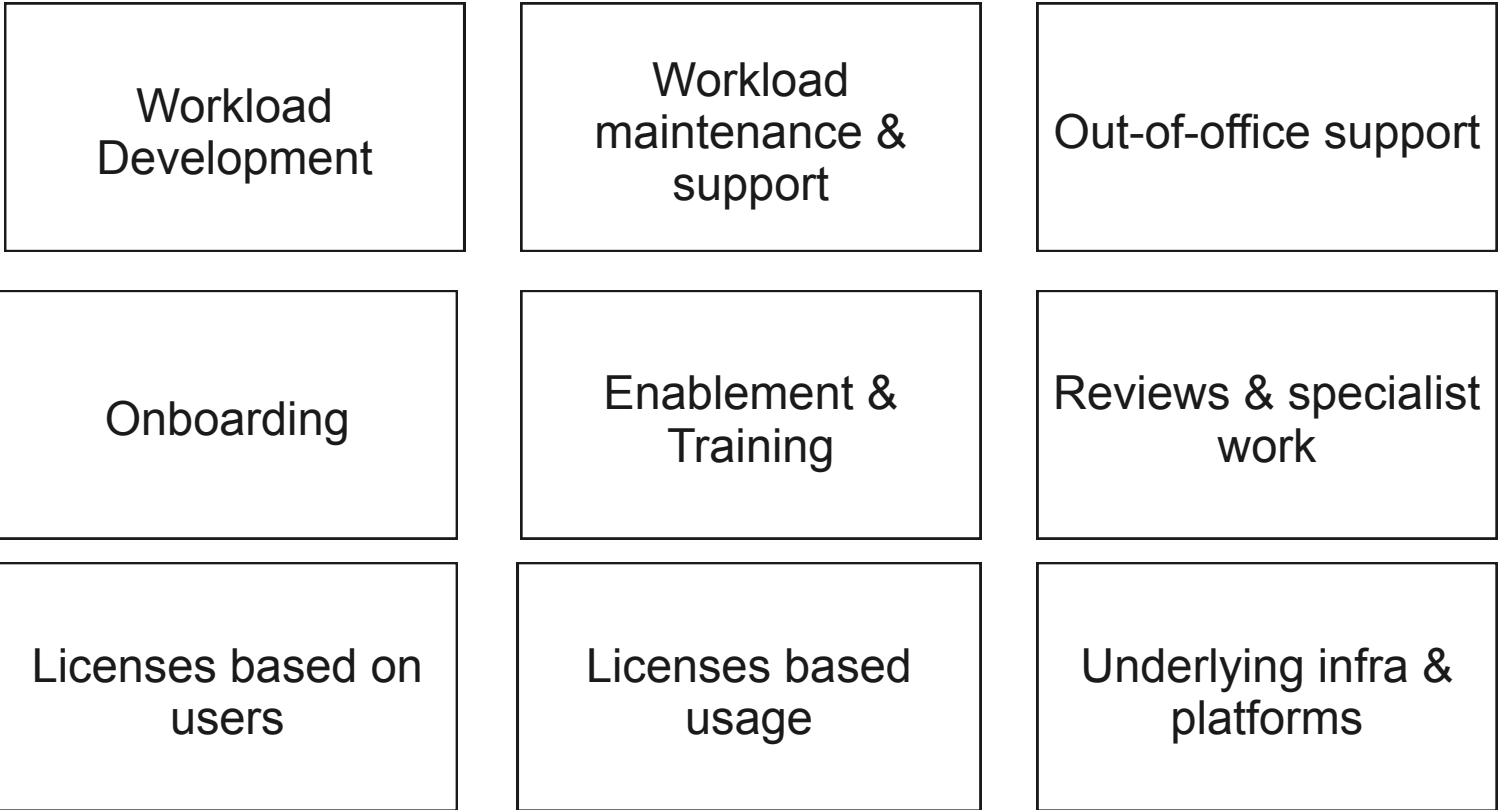 Workload
Development
Workload
maintenance &
support
Out-of-office support
Onboarding
Enablement &
Training
Reviews & specialist
work
Licenses based on
users
Licenses based
usage
Underlying infra &
platforms